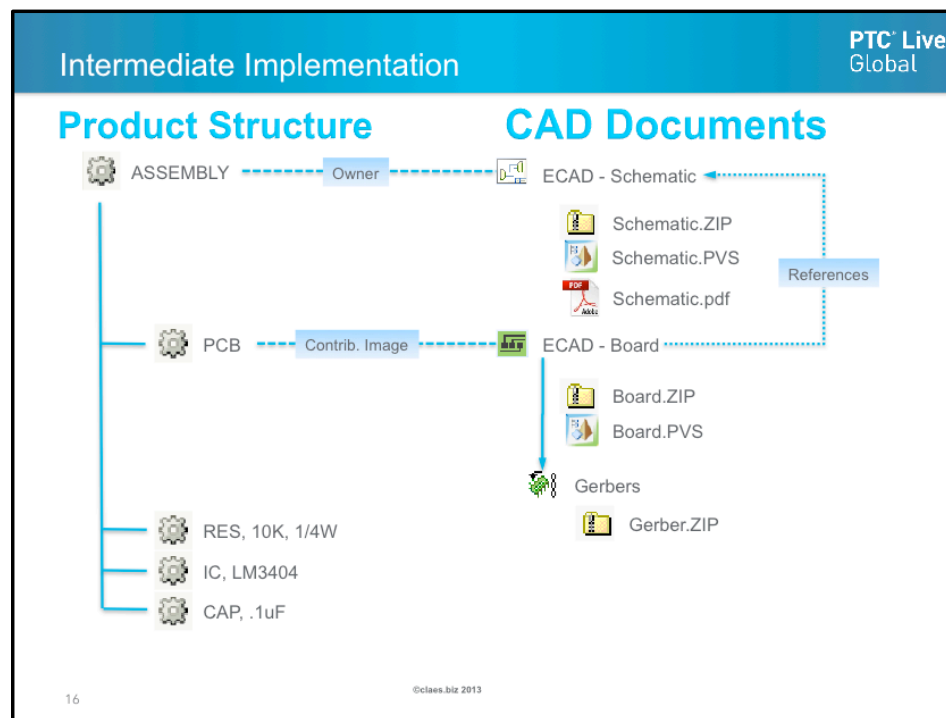 Intermediate Implementation
PTC® Live
Global
Product Structure
CAD Documents
ASSEMBLY
Owner
ECAD - Schematic
Schematic.ZIP
Schematic.PVS
References
PDF
Adobe
Schematic.pdf
PCB
Contrib. Image
ECAD - Board
Board.ZIP
Board.PVS
Gerbers
Gerber.ZIP
RES, 10K, 1/4W
IC, LM3404
CAP, .1uF
16
©claes.biz 2013